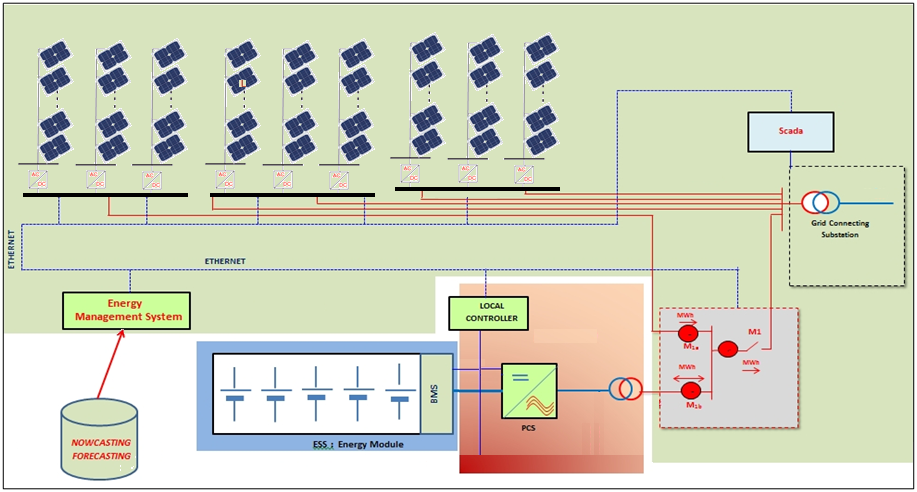 AC
DC
AC
DC
AC
DC
AC
DC
AC
DC
AC
DC
AC
DC
AC
DC
AC
DC
Scada
Grid Connecting
Substation
ETHERNET
ETHERNET
Energy
Management System
LOCAL
CONTROLLER
MWh
M1a
M1
MWh
MWh
M1b
BMS
PCS
ESS : Energy Module
NOWCASTING
FORECASTING